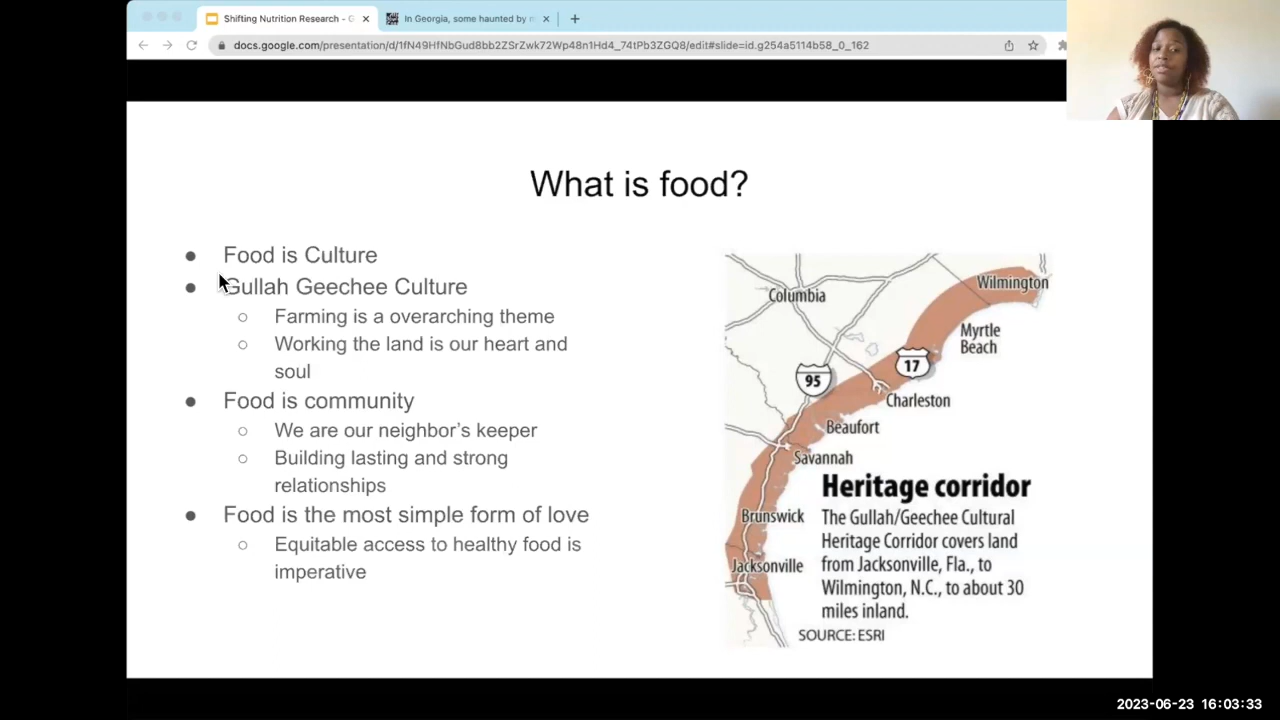 Shifting Nutrition Research - G
In Georgia, some haunted by m
docs.google.com/presentation/d/1fN49HfNbGud8bb2ZSrZwk72Wp48n1Hd4_74tPb3ZGQ8/edit#slide=id.g254a5114b58_0_162
What is food?
● Food is Culture
● Gullah Geechee Culture
○ Farming is a overarching theme
○ Working the land is our heart and
soul
● Food is community
○ We are our neighbor's keeper
○ Building lasting and strong
relationships
● Food is the most simple form of love
○ Equitable access to healthy food is
imperative
Columbia
Wilmington
Myrtle
Beach
17
95
Charleston
Beaufort
Savannah
Brunswick
Jacksonville
Heritage corridor
The Gullah/Geechee Cultural
Heritage Corridor covers land
from Jacksonville, Fla., to
Wilmington, N.C., to about 30
miles inland.
SOURCE: ESRI
2023-06-23 16:03:33